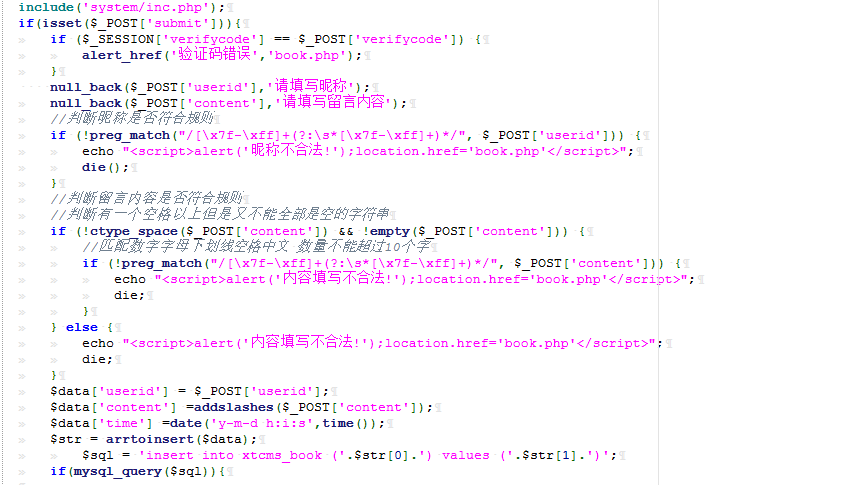 include('system/inc.php');
if(isset($_POST['submit'])){
if ($_SESSION['verifycode'] == $_POST['verifycode']) {
alert_href('验证码错误','book.php');
}
null_back($_POST['userid'],'请填写昵称');
null_back($_POST['content'],'请填写留言内容');
//判断昵称是否符合规则
if (!preg_match("/[\x7f-\xff]+(?:\s*[\x7f-\xff]+)*/", $_POST['userid'])) {
echo "<script>alert('昵称不合法!');location.href='book.php'</script>";
die();
}
//判断留言内容是否符合规则
//判断有一个空格以上但是又不能全部是空的字符串
if (!ctype_space($_POST['content']) && !empty($_POST['content'])) {
//匹配数字字母下划线空格中文 数量不能超过10个字
if (!preg_match("/[\x7f-\xff]+(?:\s*[\x7f-\xff]+)*/", $_POST['content'])) {
echo "<script>alert('内容填写不合法!');location.href='book.php'</script>";
die;
}
} else {
echo "<script>alert('内容填写不合法!');location.href='book.php'</script>";
die;
}
$data['userid'] = $_POST['userid'];
$data['content'] =addslashes($_POST['content']);
$data['time'] =date('y-m-d h:i:s',time());
$str = arrtoinsert($data);
$sql = 'insert into xtcms_book ('.$str[0].') values ('.$str[1].')';
if(mysql_query($sql)){